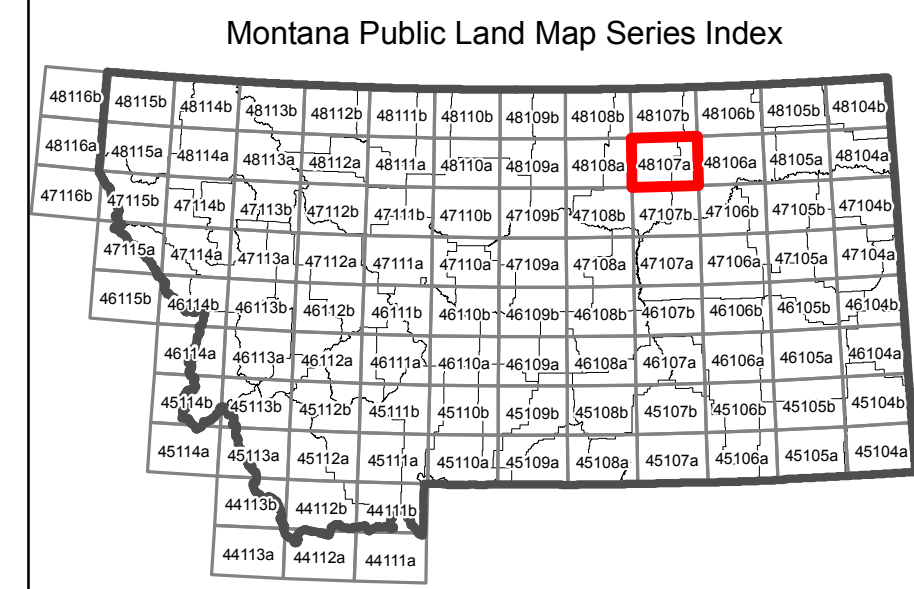 Montana Public Land Map Series Index
48116b 48115b 48114b 48113b 48112b 48111b 48110b 48109b 48108b 48107b 48106b 48105b 48104b
48116a 48115a 48114a 48113a 48112a 48111a 48110a 48109a 48108a 48107a 48106a 48105a 48104a
47116b 47115b 47114b 47113b 47112b 47111b 47110b 47109b 47108b 47107b 47106b 47105b 47104b
47115a 47114a 47113a 47112a 47111a 47110a 47109a 47108a 47107a 47106a 47105a 47104a
46115b 46114b 46113b 46112b 46111b 46110b 46109b 46108b 46107b 46106b 46105b 46104b
46114a 46113a 46112a 46111a 46110a 46109a 46108a 46107a 46106a 46105a 46104a
45114b 45113b 45112b 45111b 45110b 45109b 45108b 45107b 45106b 45105b 45104b
45114a 45113a 45112a 45111a 45110a 45109a 45108a 45107a 45106a 45105a 45104a
44113b 44112b 44111b
44113a 44112a 44111a